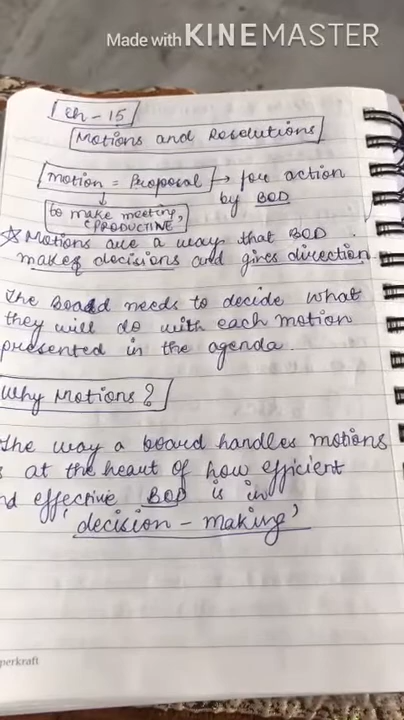 Made with KINEMASTER
Ch - 15
Motions and Resolutions
Motion = Proposal → for action
by BOD
to make meeting,
PRODUCTIVE
☆ Motions are a way that BOD
makes decisions and gives direction
The Board needs to decide what
they will do with each motion
presented in the agenda.
Why Motions ?
The way a board handles motions
s at the heart of how efficient
nd effective BOD is in
'decision - making'
perkraft